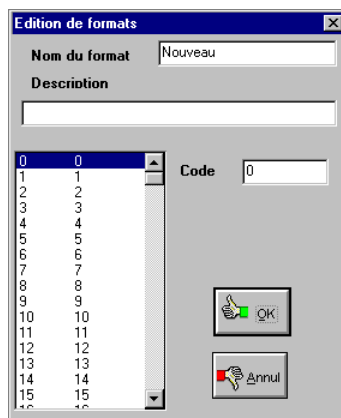 Edition de formats
Nom du format Nouveau
Description
Code 0
0 0
1 1
2 2
3 3
4 4
5 5
6 6
7 7
8 8
9 9
10 10
11 11
12 12
13 13
14 14
15 15
OK
Annul